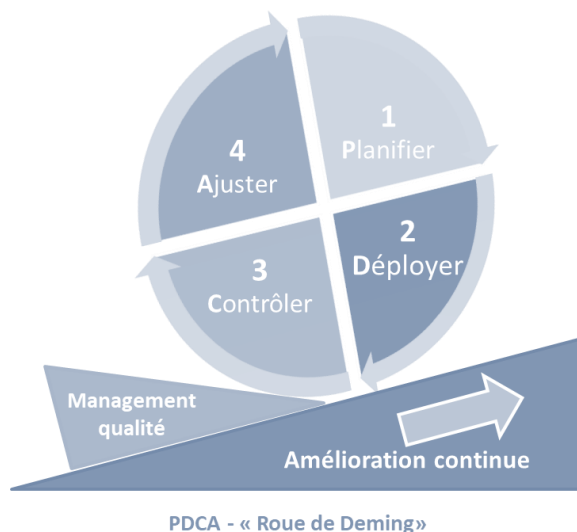 1
Planifier
2
Déployer
3
Contrôler
4
Ajuster
Management
qualité
Amélioration continue
PDCA - « Roue de Deming»